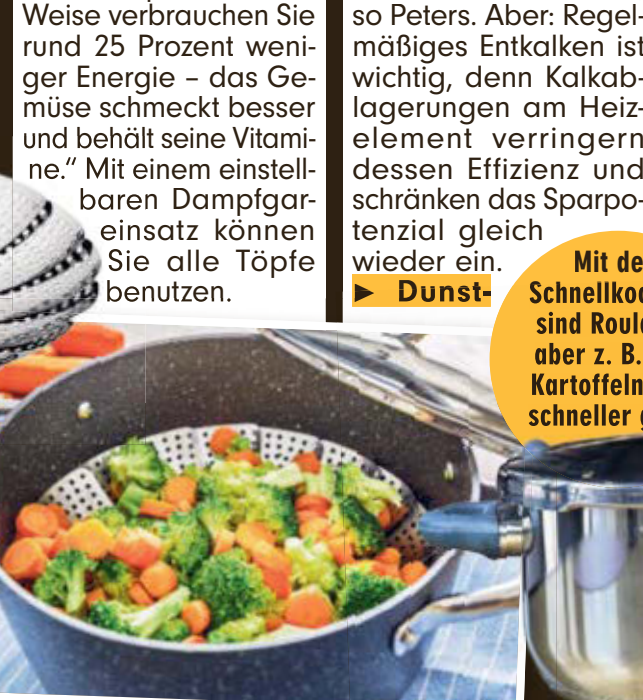 Weise verbrauchen Sie
rund 25 Prozent weni-
ger Energie – das Ge-
müse schmeckt besser
und behält seine Vitami-
ne.“ Mit einem einstell-
baren Dampfgar-
einsatz können
Sie alle Töpfe
benutzen.
so Peters. Aber: Regel-
mäßiges Entkalken ist
wichtig, denn Kalkab-
lagerungen am Heiz-
element verringern
dessen Effizienz und
schränken das Sparpo-
tenzial gleich
wieder ein.
► Dunst-
Mit de
Schnellkoc
sind Roula
aber z. B.
Kartoffeln
schneller g